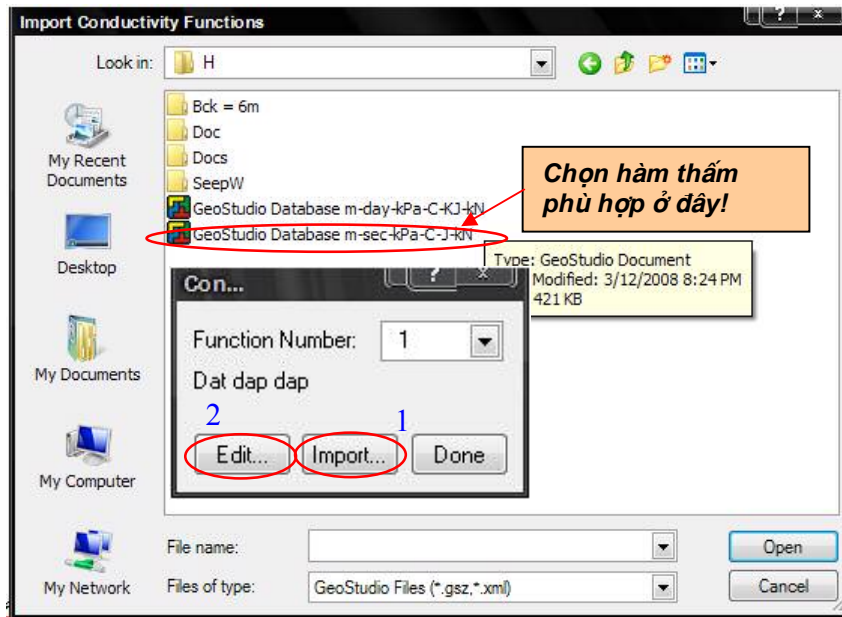 Import Conductivity Functions
Look in:
H
My Recent
Documents
Desktop
My Documents
My Computer
My Network
Bck = 6m
Doc
Docs
SeepW
GeoStudio Database m-day-kPa-C-KJ-kN
GeoStudio Database m-sec-kPa-C-J-kN
Chọn hàm thấm
phù hợp ở đây!
Type: GeoStudio Document
Modified: 3/12/2008 8:24 PM
421 KB
Con...
Function Number:
1
Dat dap dap
2
1
Edit...
Import...
Done
File name:
Open
Files of type:
GeoStudio Files (*.gsz,*.xml)
Cancel